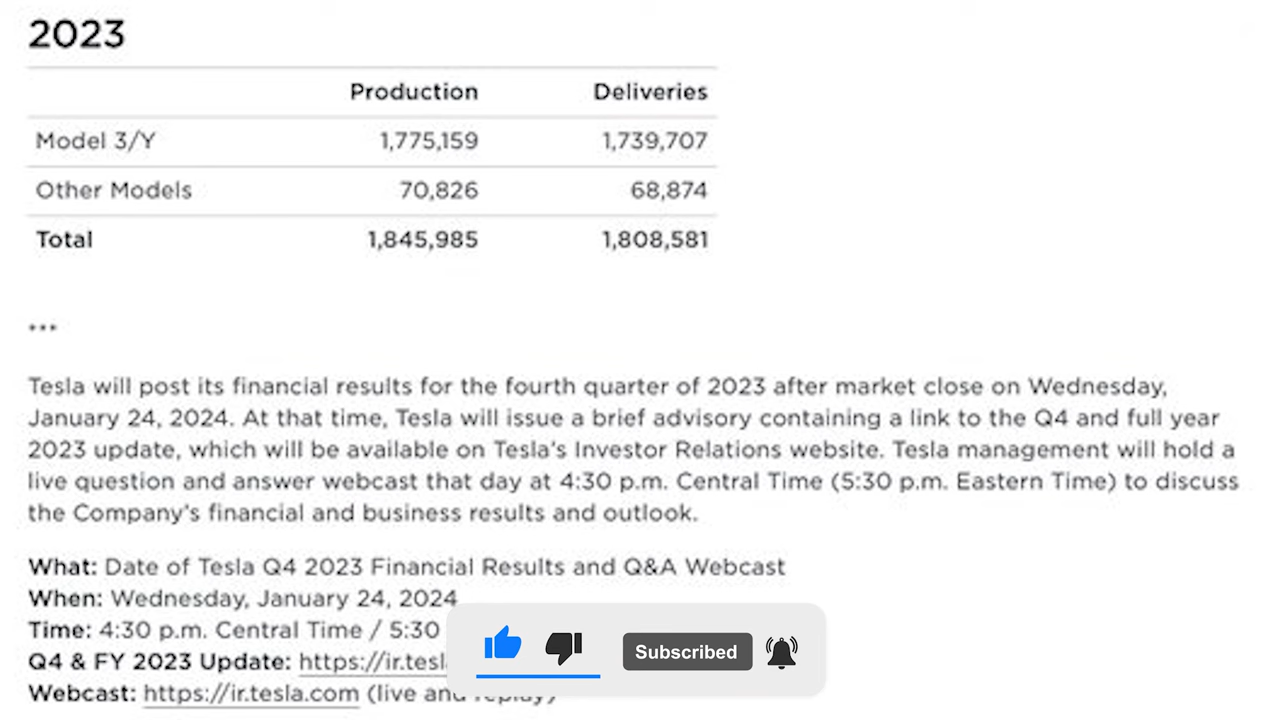 2023
Production Deliveries
Model 3/Y 1,775,159 1,739,707
Other Models 70,826 68,874
Total 1,845,985 1,808,581
***
Tesla will post its financial results for the fourth quarter of 2023 after market close on Wednesday,
January 24, 2024. At that time, Tesla will issue a brief advisory containing a link to the Q4 and full year
2023 update, which will be available on Tesla's Investor Relations website. Tesla management will hold a
live question and answer webcast that day at 4:30 p.m. Central Time (5:30 p.m. Eastern Time) to discuss
the Company's financial and business results and outlook.
What: Date of Tesla Q4 2023 Financial Results and Q&A Webcast
When: Wednesday, January 24, 2024
Time: 4:30 p.m. Central Time / 5:30
Q4 & FY 2023 Update: https://ir.tesl
Webcast: https://ir.tesla.com (live and replay)
Subscribed